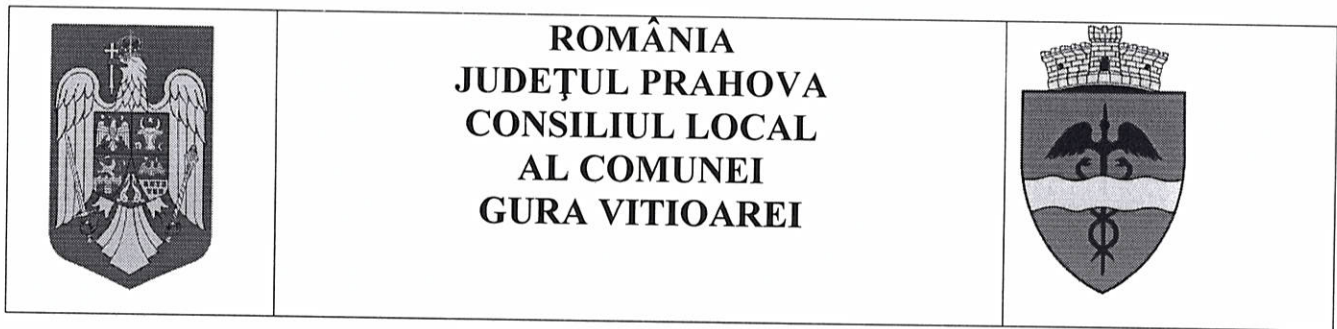 ROMÂNIA
JUDEŢUL PRAHOVA
CONSILIUL LOCAL
AL COMUNEI
GURA VITIOAREI